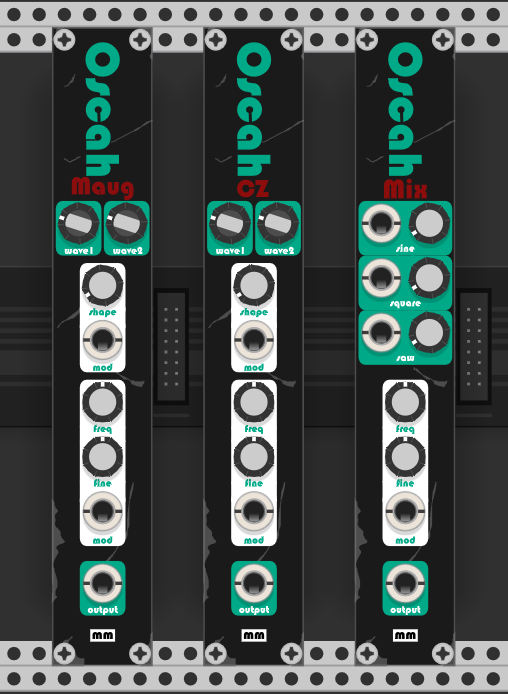 Oscah
Maug
wave1 wave2
shape
mod
freq
fine
mod
output
mm
Oscah
CZ
wave1 wave2
shape
mod
freq
fine
mod
output
mm
Oscah
Mix
sine
square
saw
freq
fine
mod
output
mm